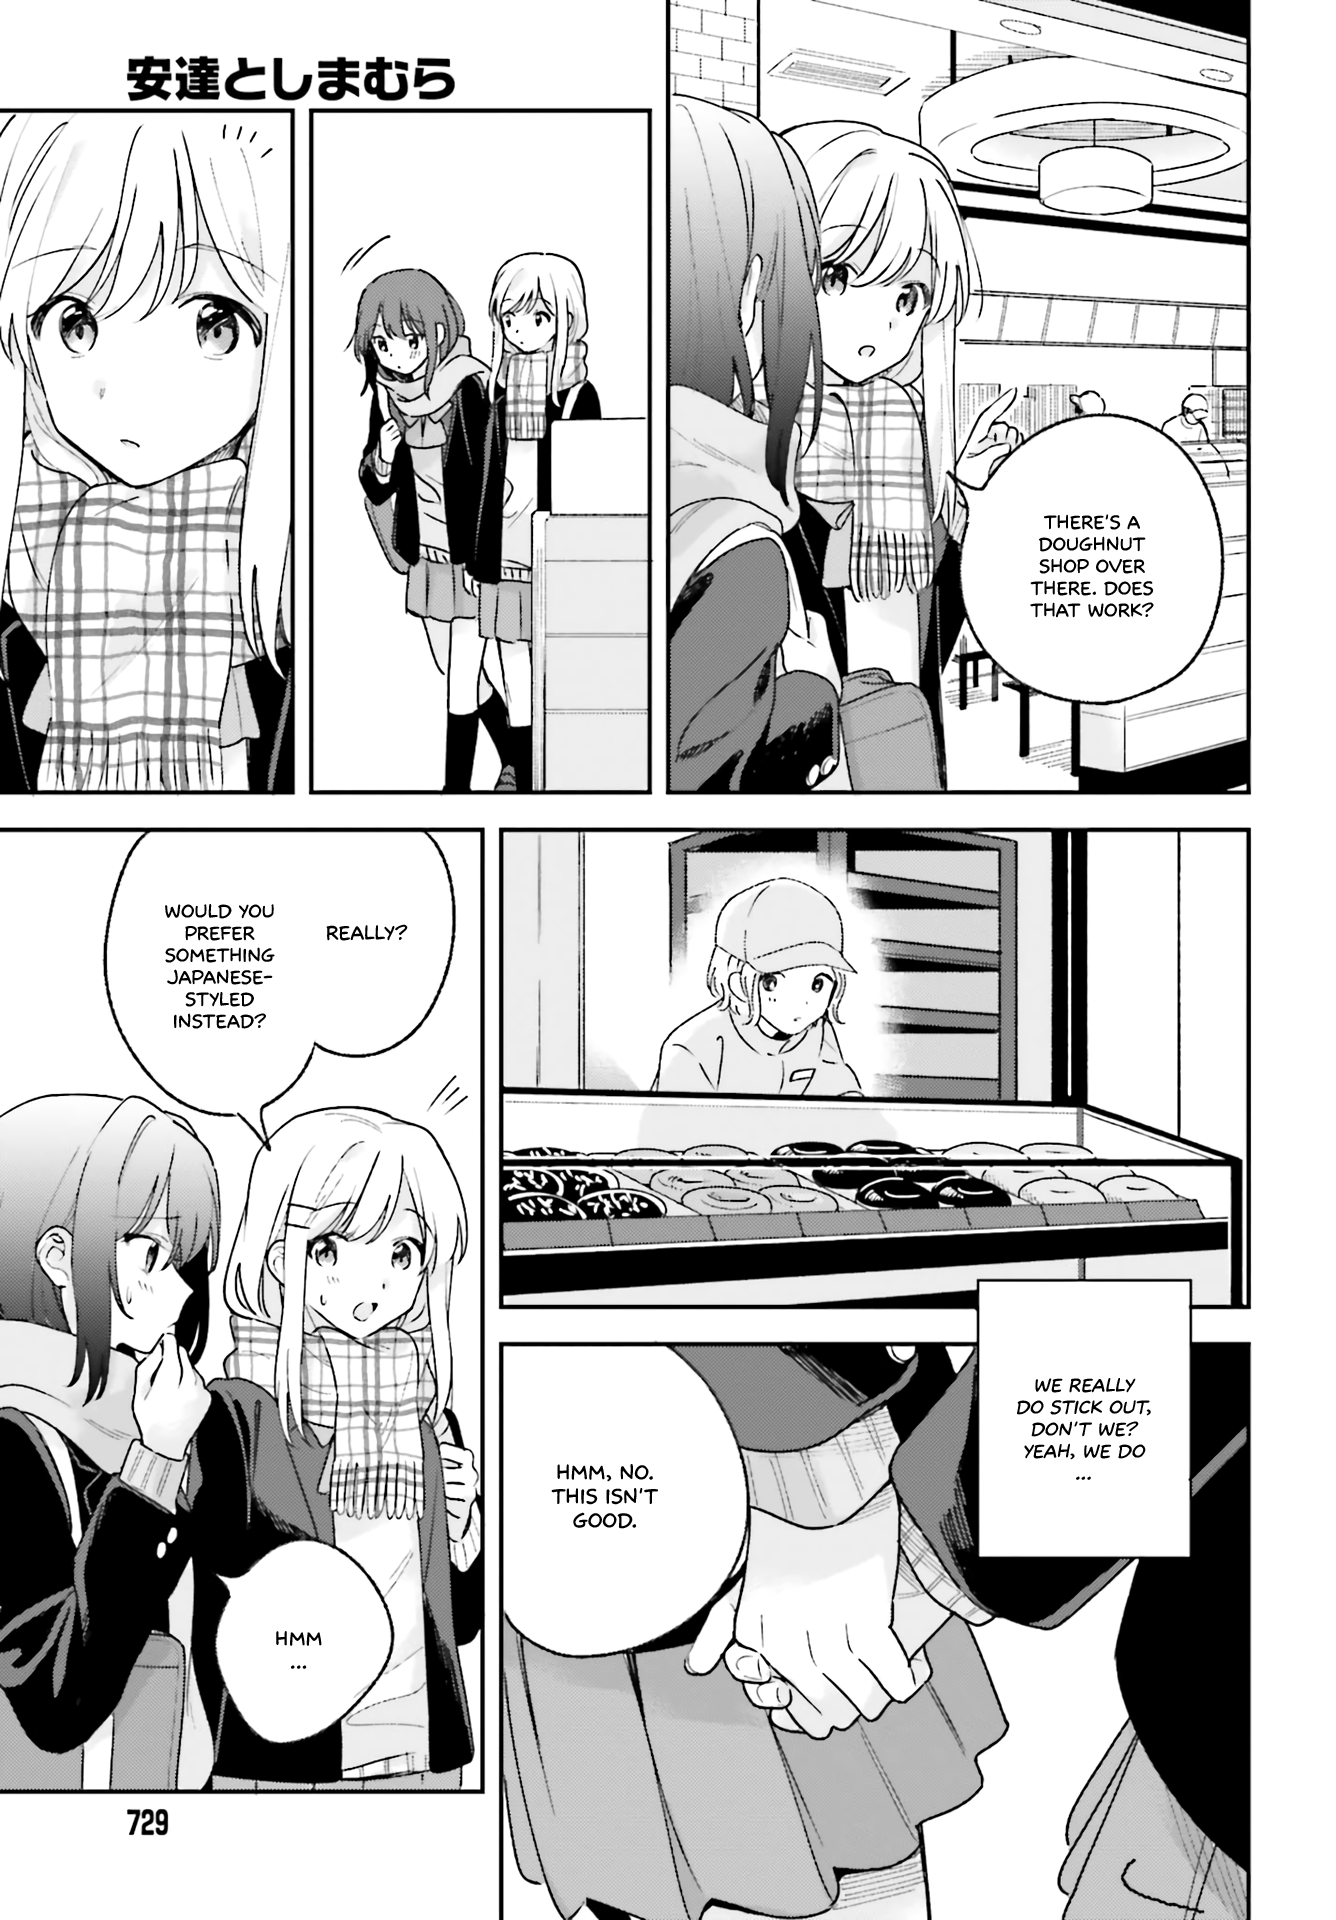 安達としまむら
THERE'S A
DOUGHNUT
SHOP OVER
THERE. DOES
THAT WORK?
WE REALLY
DO STICK OUT,
DON'T WE?
YEAH, WE DO
...
HMM, NO.
THIS ISN'T
GOOD.
REALLY?
WOULD YOU
PREFER
SOMETHING
JAPANESE-
STYLED
INSTEAD?
HMM
...
729